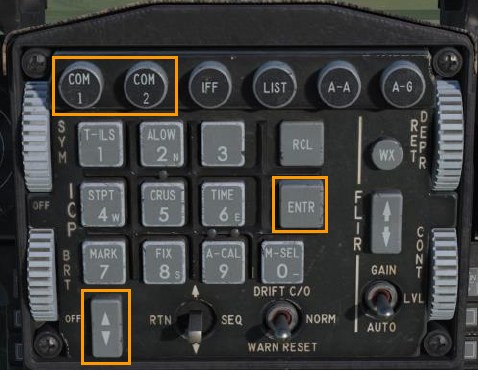 COM 1
COM 2
IFF
LIST
A-A
A-G
SYM
T-ILS 1
ALOW 2 N
3
RCL
WX
RET
DEPR
OFF
ICP
STPT 4 W
CRUS 5
TIME 6 E
ENTR
FLIR
BRT
MARK 7
FIX 8 S
A-CAL 9
M-SEL 0 -
CONT
GAIN
LVL
AUTO
OFF
RTN
SEQ
DRIFT C/O
NORM
WARN RESET